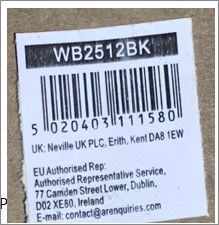 WB2512BK
5 020403 111580
UK: Neville UK PLC, Erith, Kent DA8 1EW
EU Authorised Rep:
Authorised Representative Service,
77 Camden Street Lower, Dublin,
D02 XE80, Ireland
E-mail: contact@arenquiries.com
P